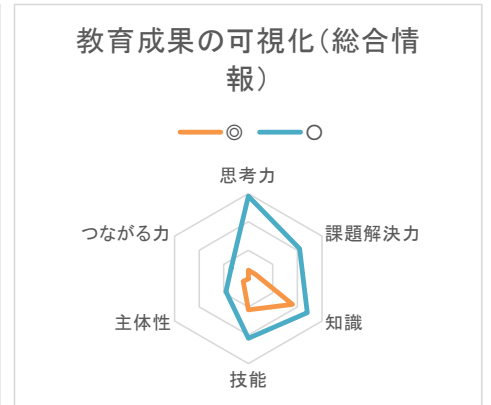 教育成果の可視化（総合情
報）
◎ ○
思考力
課題解決力
知識
技能
主体性
つながる力